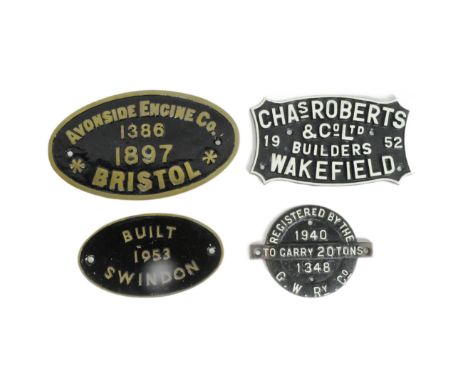 AVONSIDE ENGINE CO.
1386
1897
* BRISTOL *
CHAS ROBERTS
& CO LTD
19 BUILDERS 52
WAKEFIELD
BUILT
1953
SWINDON
REGISTERED BY THE
1940
TO CARRY 20 TONS
1348
G. W. RY CO